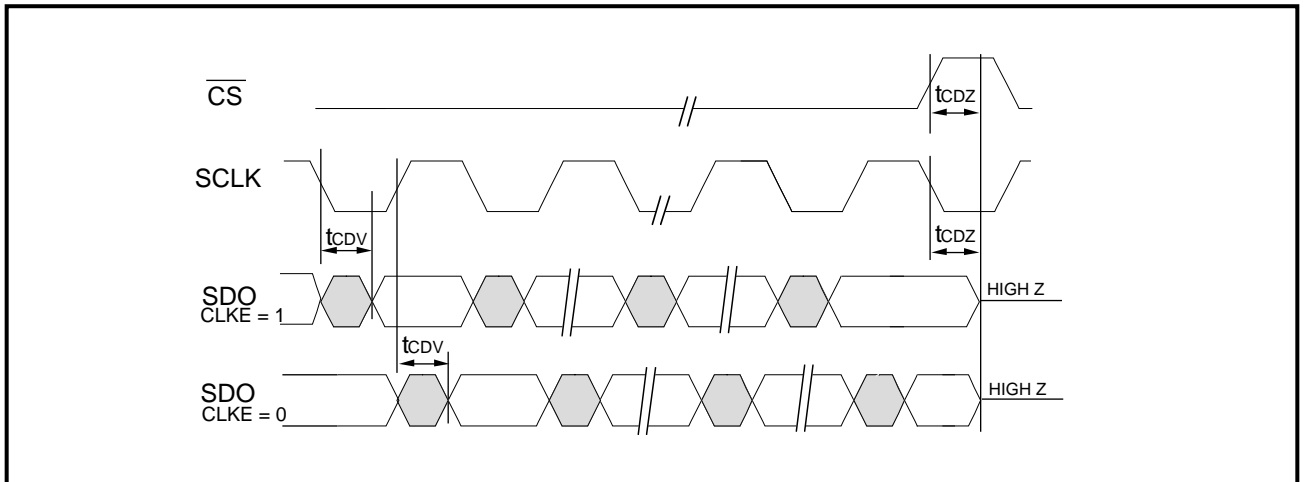 CS
tCDZ
SCLK
tCDV
tCDZ
SDO
CLKE = 1
HIGH Z
tCDV
SDO
CLKE = 0
HIGH Z